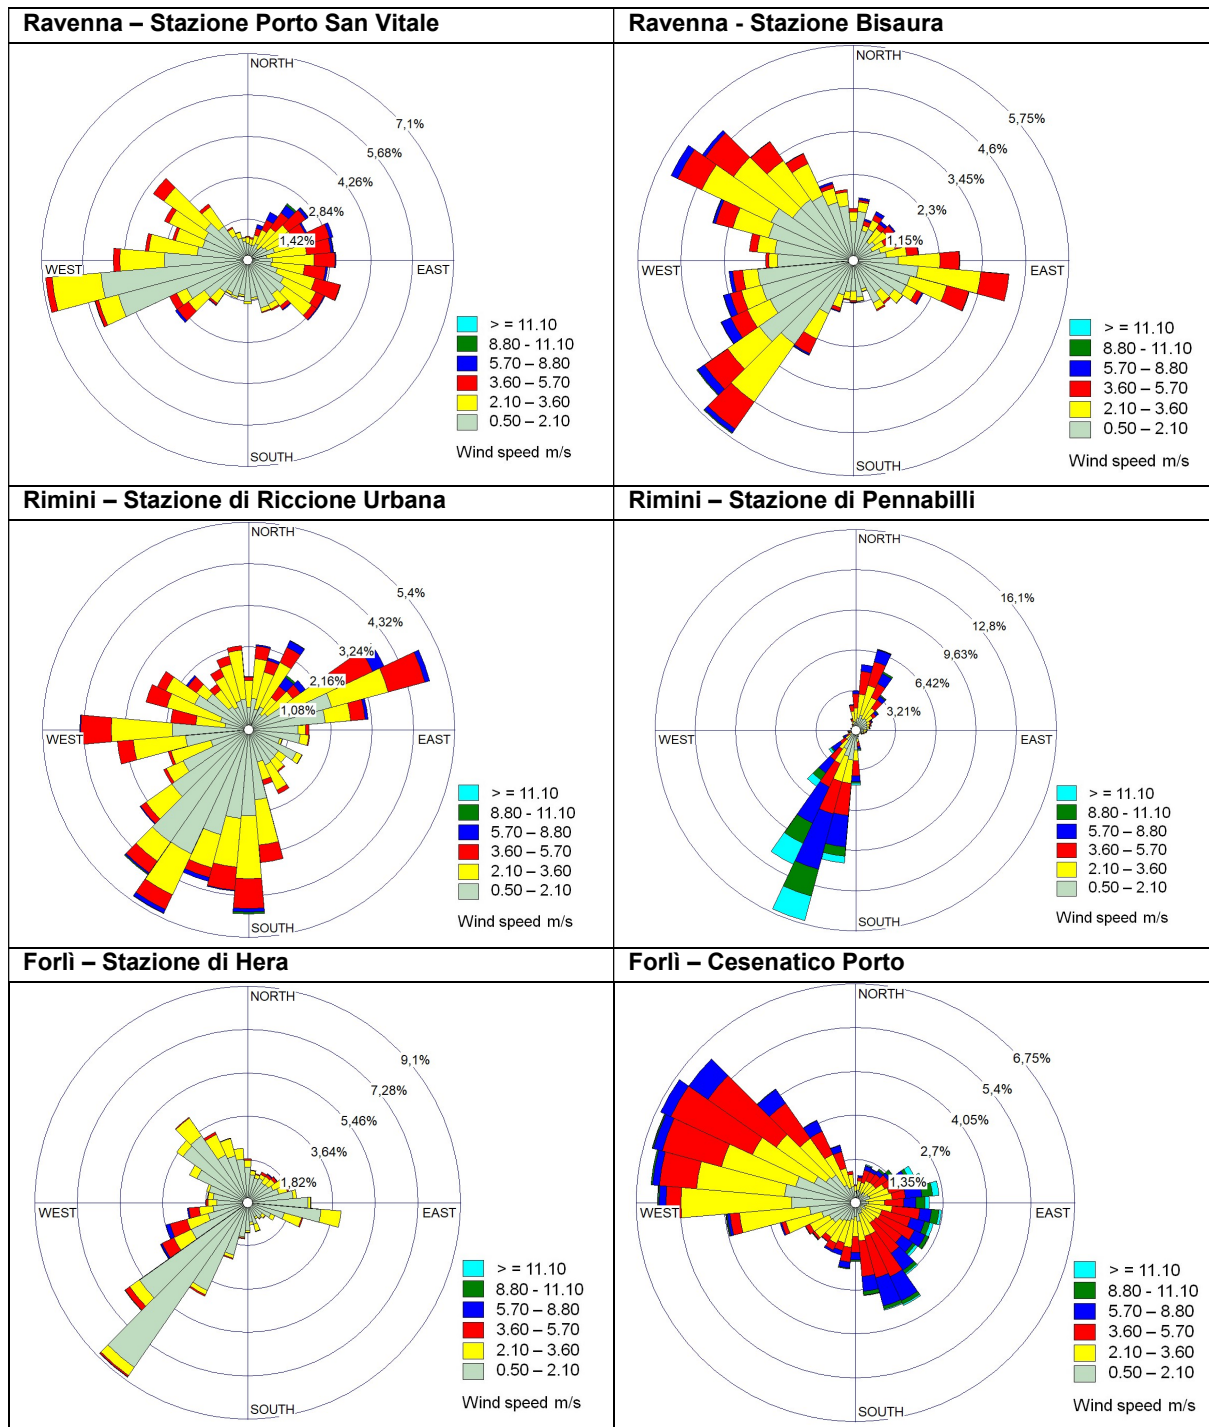 Ravenna – Stazione Porto San Vitale
NORTH
7,1%
5,68%
4,26%
2,84%
1,42%
WEST
EAST
SOUTH
> = 11.10
8.80 - 11.10
5.70 – 8.80
3.60 – 5.70
2.10 – 3.60
0.50 – 2.10
Wind speed m/s
Ravenna - Stazione Bisaura
NORTH
5,75%
4,6%
3,45%
2,3%
1,15%
WEST
EAST
SOUTH
> = 11.10
8.80 - 11.10
5.70 – 8.80
3.60 – 5.70
2.10 – 3.60
0.50 – 2.10
Wind speed m/s
Rimini – Stazione di Riccione Urbana
NORTH
5,4%
4,32%
3,24%
2,16%
1,08%
WEST
EAST
SOUTH
> = 11.10
8.80 - 11.10
5.70 – 8.80
3.60 – 5.70
2.10 – 3.60
0.50 – 2.10
Wind speed m/s
Rimini – Stazione di Pennabilli
NORTH
16,1%
12,8%
9,63%
6,42%
3,21%
WEST
EAST
SOUTH
> = 11.10
8.80 - 11.10
5.70 – 8.80
3.60 – 5.70
2.10 – 3.60
0.50 – 2.10
Wind speed m/s
Forlì – Stazione di Hera
NORTH
9,1%
7,28%
5,46%
3,64%
1,82%
WEST
EAST
SOUTH
> = 11.10
8.80 - 11.10
5.70 – 8.80
3.60 – 5.70
2.10 – 3.60
0.50 – 2.10
Wind speed m/s
Forlì – Cesenatico Porto
NORTH
6,75%
5,4%
4,05%
2,7%
1,35%
WEST
EAST
SOUTH
> = 11.10
8.80 - 11.10
5.70 – 8.80
3.60 – 5.70
2.10 – 3.60
0.50 – 2.10
Wind speed m/s